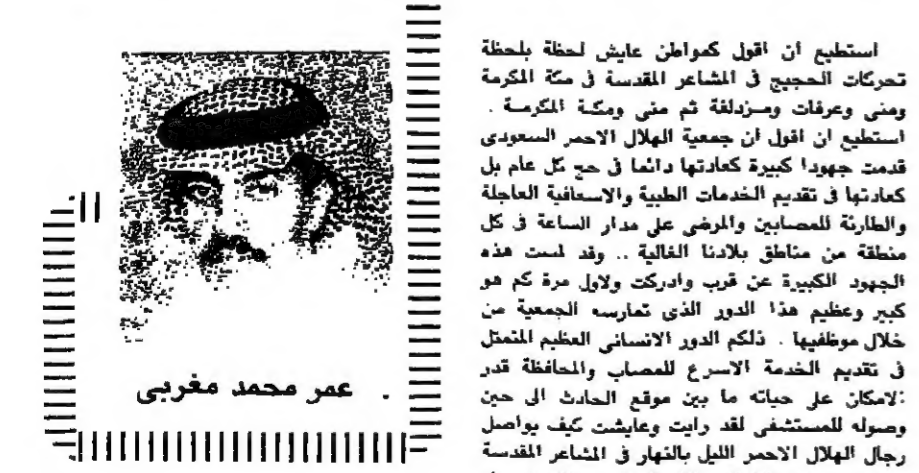 استطيع أن اقول كمواطن عايش لحظة بلحظة
تحركات الحجيج في المشاعر المقدسة في مكة المكرمة
ومنى وعرفات ومزدلفة ثم منى ومكة المكرمة .
استطيع ان اقول ان جمعية الهلال الاحمر السعودى
قدمت جهودا كبيرة كعادتها دائما في حج كل عام بل
كعادتها في تقديم الخدمات الطبية والاسعافية العاجلة
والطارئة للمصابين والمرضى على مدار الساعة في كل
منطقة من مناطق بلادنا الغالية .. وقد لمست هذه
الجهود الكبيرة عن قرب وادركت ولاول مرة كم هو
كبير وعظيم هذا الدور الذى تمارسه الجمعية من
خلال موظفيها . ذلكم الدور الانسانى العظيم المتمثل
في تقديم الخدمة الاسرع للمصاب والمحافظة قدر
الامكان على حياته ما بين موقع الحادث الى حين
وصوله للمستشفى لقد رايت وعايشت كيف يواصل
رجال الهلال الاحمر الليل بالنهار في المشاعر المقدسة
. عمر محمد مغربى